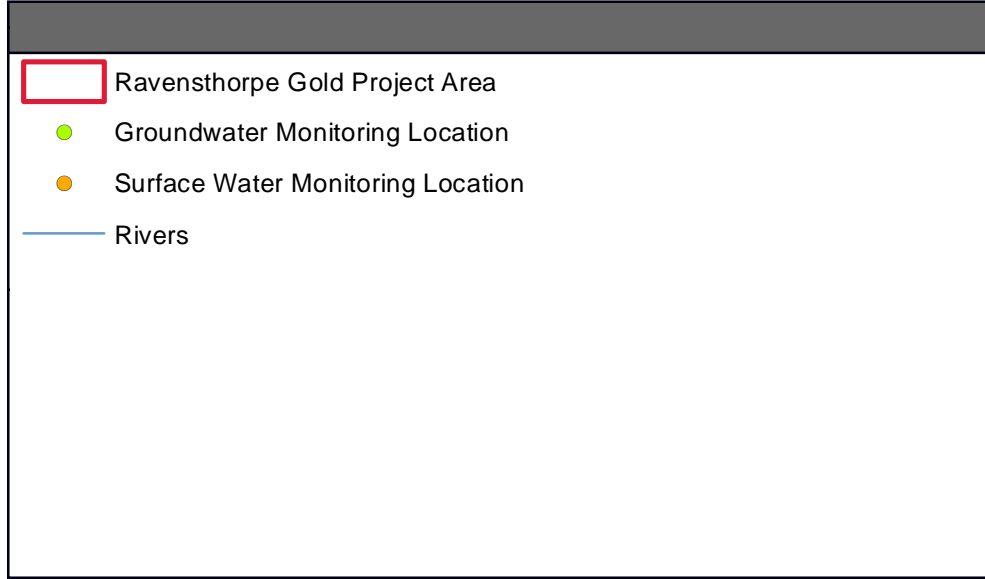 Ravensthorpe Gold Project Area
Groundwater Monitoring Location
Surface Water Monitoring Location
Rivers